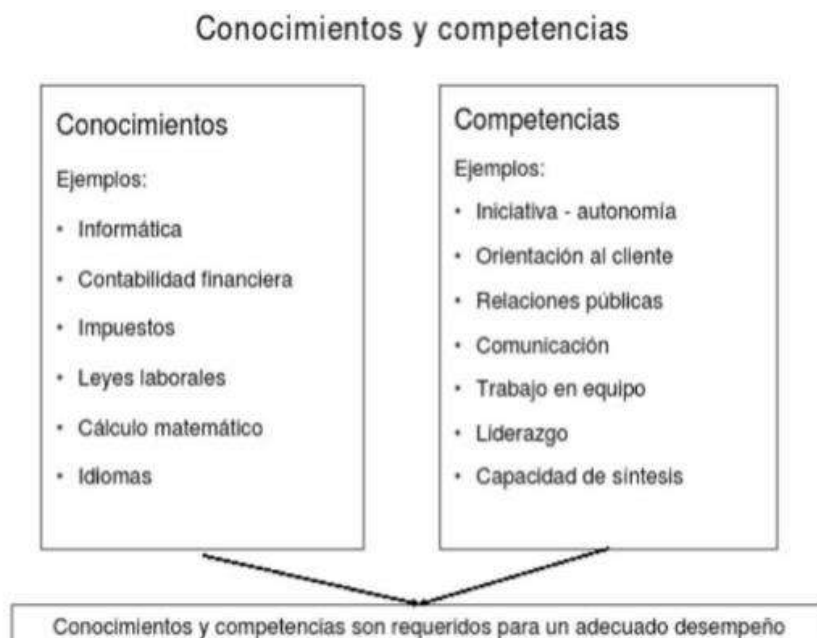 Conocimientos y competencias
Conocimientos
Ejemplos:
• Informática
• Contabilidad financiera
• Impuestos
• Leyes laborales
• Cálculo matemático
• Idiomas
Competencias
Ejemplos:
• Iniciativa - autonomía
• Orientación al cliente
• Relaciones públicas
• Comunicación
• Trabajo en equipo
• Liderazgo
• Capacidad de síntesis
Conocimientos y competencias son requeridos para un adecuado desempeño